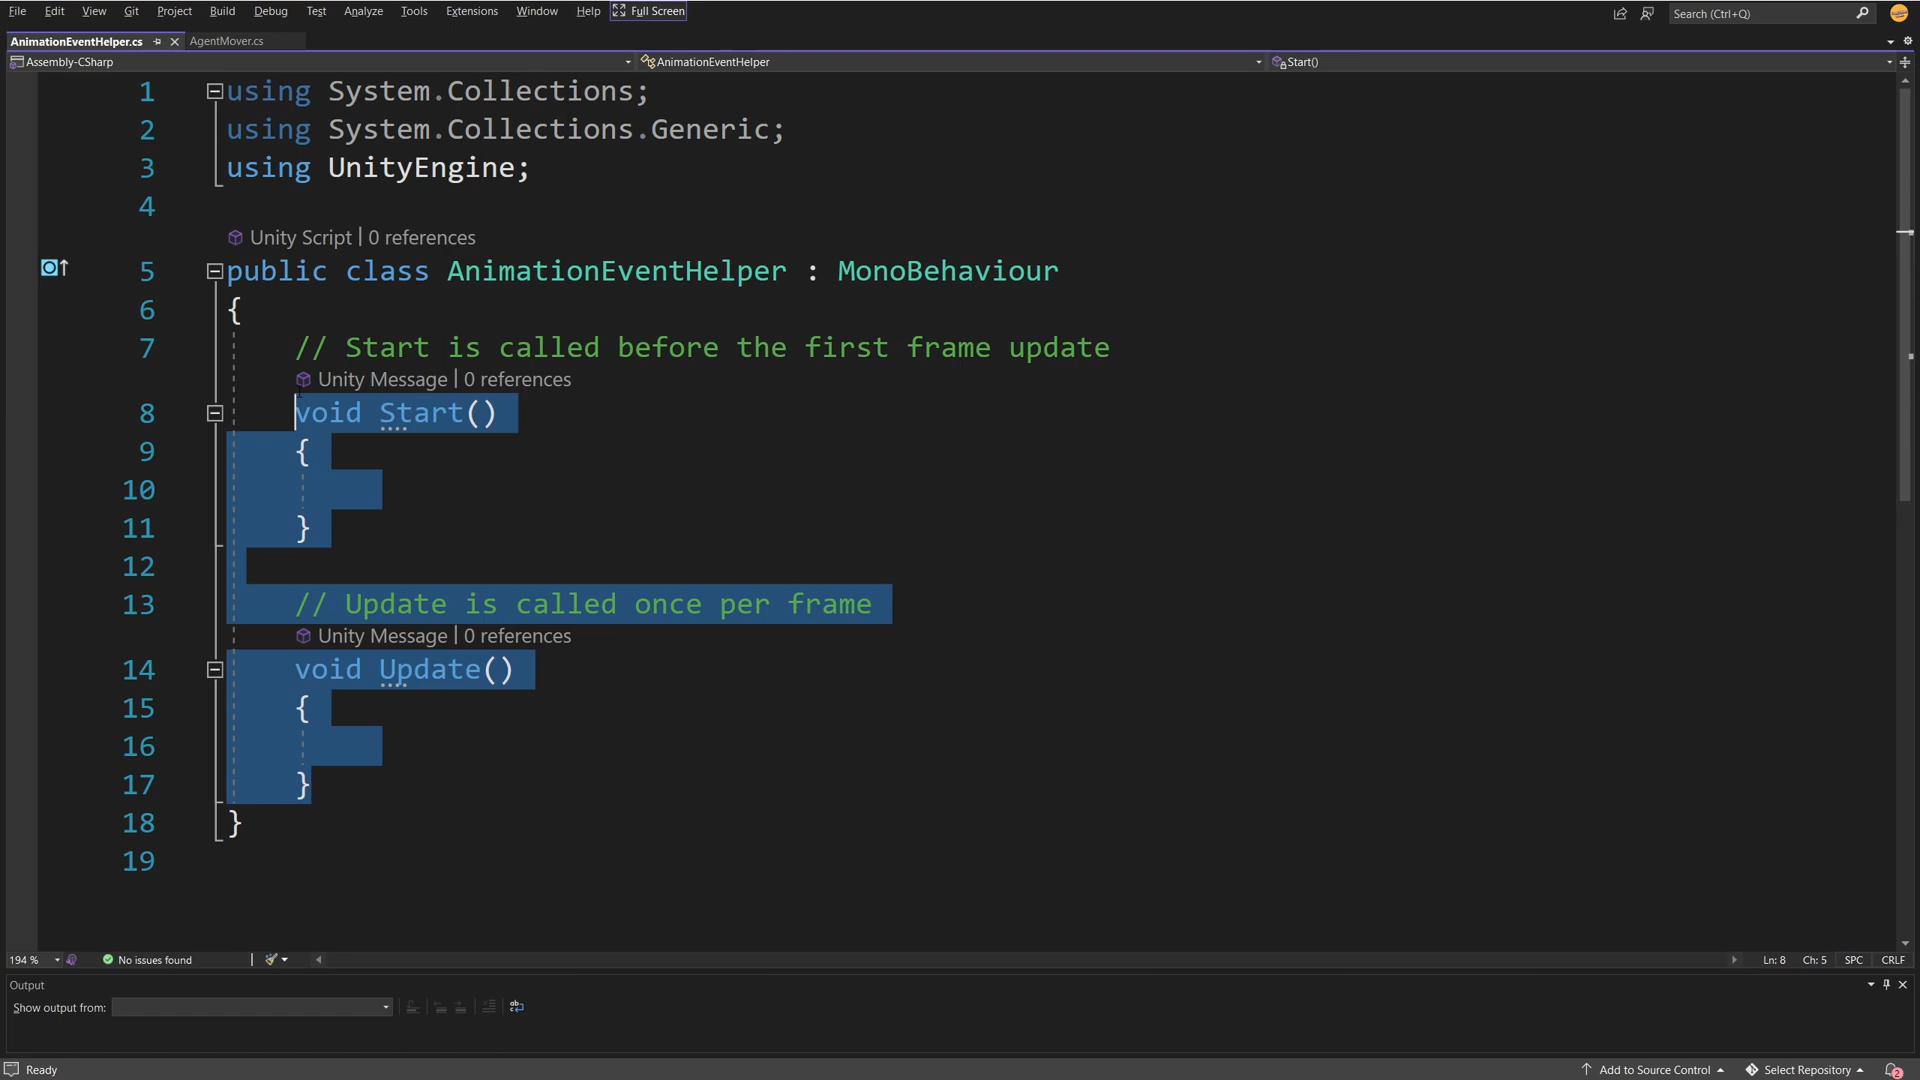 File Edit View Git Project Build Debug Test Analyze Tools Extensions Window Help Full Screen Search (Ctrl+Q)
AnimationEventHelper.cs AgentMover.cs
Assembly-CSharp AnimationEventHelper Start()
1 using System.Collections;
2 using System.Collections.Generic;
3 using UnityEngine;
4
Unity Script | 0 references
5 public class AnimationEventHelper : MonoBehaviour
6 {
7 // Start is called before the first frame update
Unity Message | 0 references
8 void Start()
9 {
10
11 }
12
13 // Update is called once per frame
Unity Message | 0 references
14 void Update()
15 {
16
17 }
18 }
19
194 % No issues found Ln: 8 Ch: 5 SPC CRLF
Output
Show output from:
Ready Add to Source Control Select Repository 2